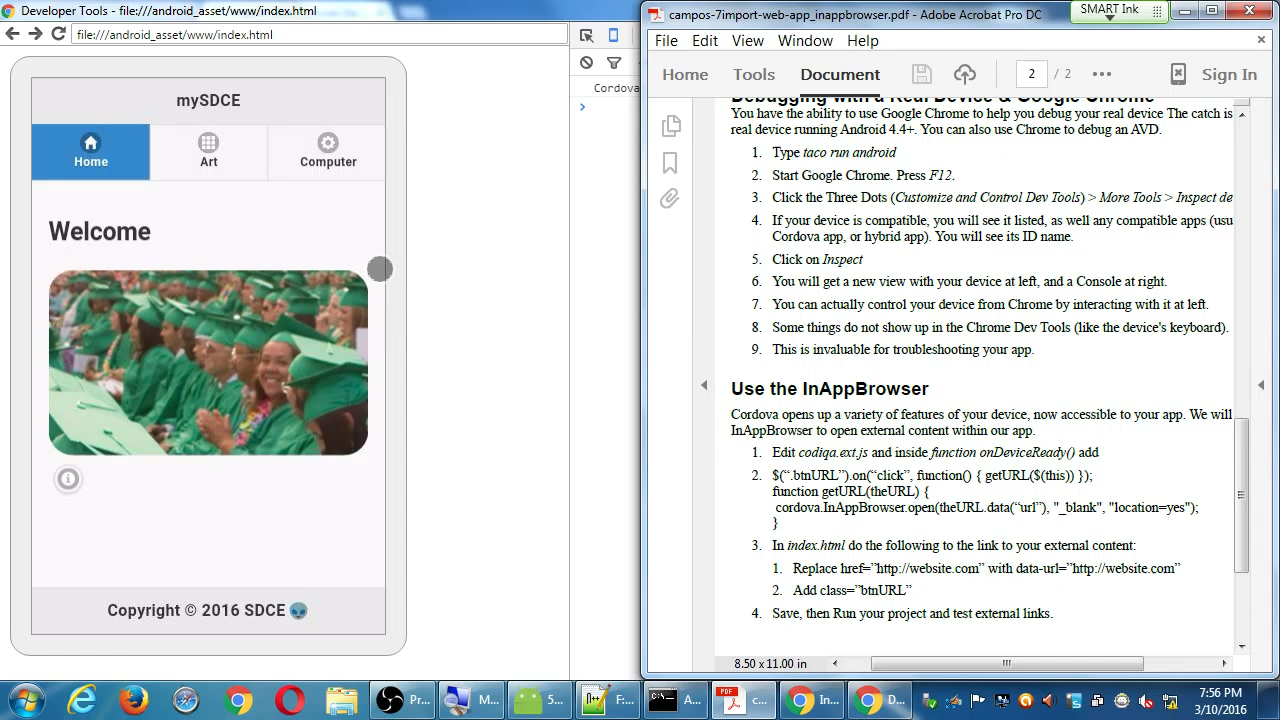 Developer Tools - file:///android_asset/www/index.html
file:///android_asset/www/index.html
mySDCE
Home
Art
Computer
Welcome
Copyright © 2016 SDCE 👽
Cordova
campos-7import-web-app_inappbrowser.pdf - Adobe Acrobat Pro DC
SMART Ink
File Edit View Window Help
Home Tools Document 2 / 2 Sign In
Debugging with a Real Device & Google Chrome
You have the ability to use Google Chrome to help you debug your real device The catch is
real device running Android 4.4+. You can also use Chrome to debug an AVD.
1. Type taco run android
2. Start Google Chrome. Press F12.
3. Click the Three Dots (Customize and Control Dev Tools) > More Tools > Inspect de
4. If your device is compatible, you will see it listed, as well any compatible apps (usu
Cordova app, or hybrid app). You will see its ID name.
5. Click on Inspect
6. You will get a new view with your device at left, and a Console at right.
7. You can actually control your device from Chrome by interacting with it at left.
8. Some things do not show up in the Chrome Dev Tools (like the device's keyboard).
9. This is invaluable for troubleshooting your app.
Use the InAppBrowser
Cordova opens up a variety of features of your device, now accessible to your app. We will
InAppBrowser to open external content within our app.
1. Edit codiqa.ext.js and inside function onDeviceReady() add
2. $(“.btnURL”).on(“click”, function() { getURL($(this)) });
function getURL(theURL) {
cordova.InAppBrowser.open(theURL.data(“url”), "_blank", "location=yes");
}
3. In index.html do the following to the link to your external content:
1. Replace href=”http://website.com” with data-url=”http://website.com”
2. Add class=”btnURL”
4. Save, then Run your project and test external links.
8.50 x 11.00 in
Pr... M... 5... F:... A... c... In... D...
7:56 PM
3/10/2016